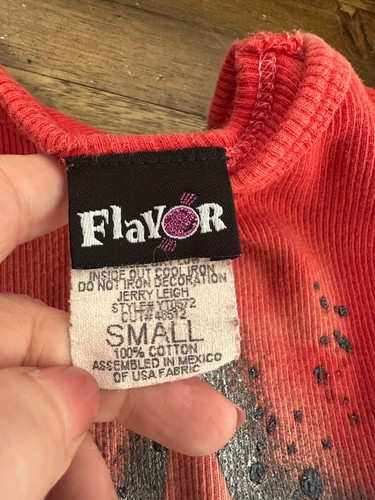 FlavoR
INSIDE OUT COOL IRON
DO NOT IRON DECORATION
JERRY LEIGH
SMALL
100% COTTON
ASSEMBLED IN MEXICO
OF USA FABRIC